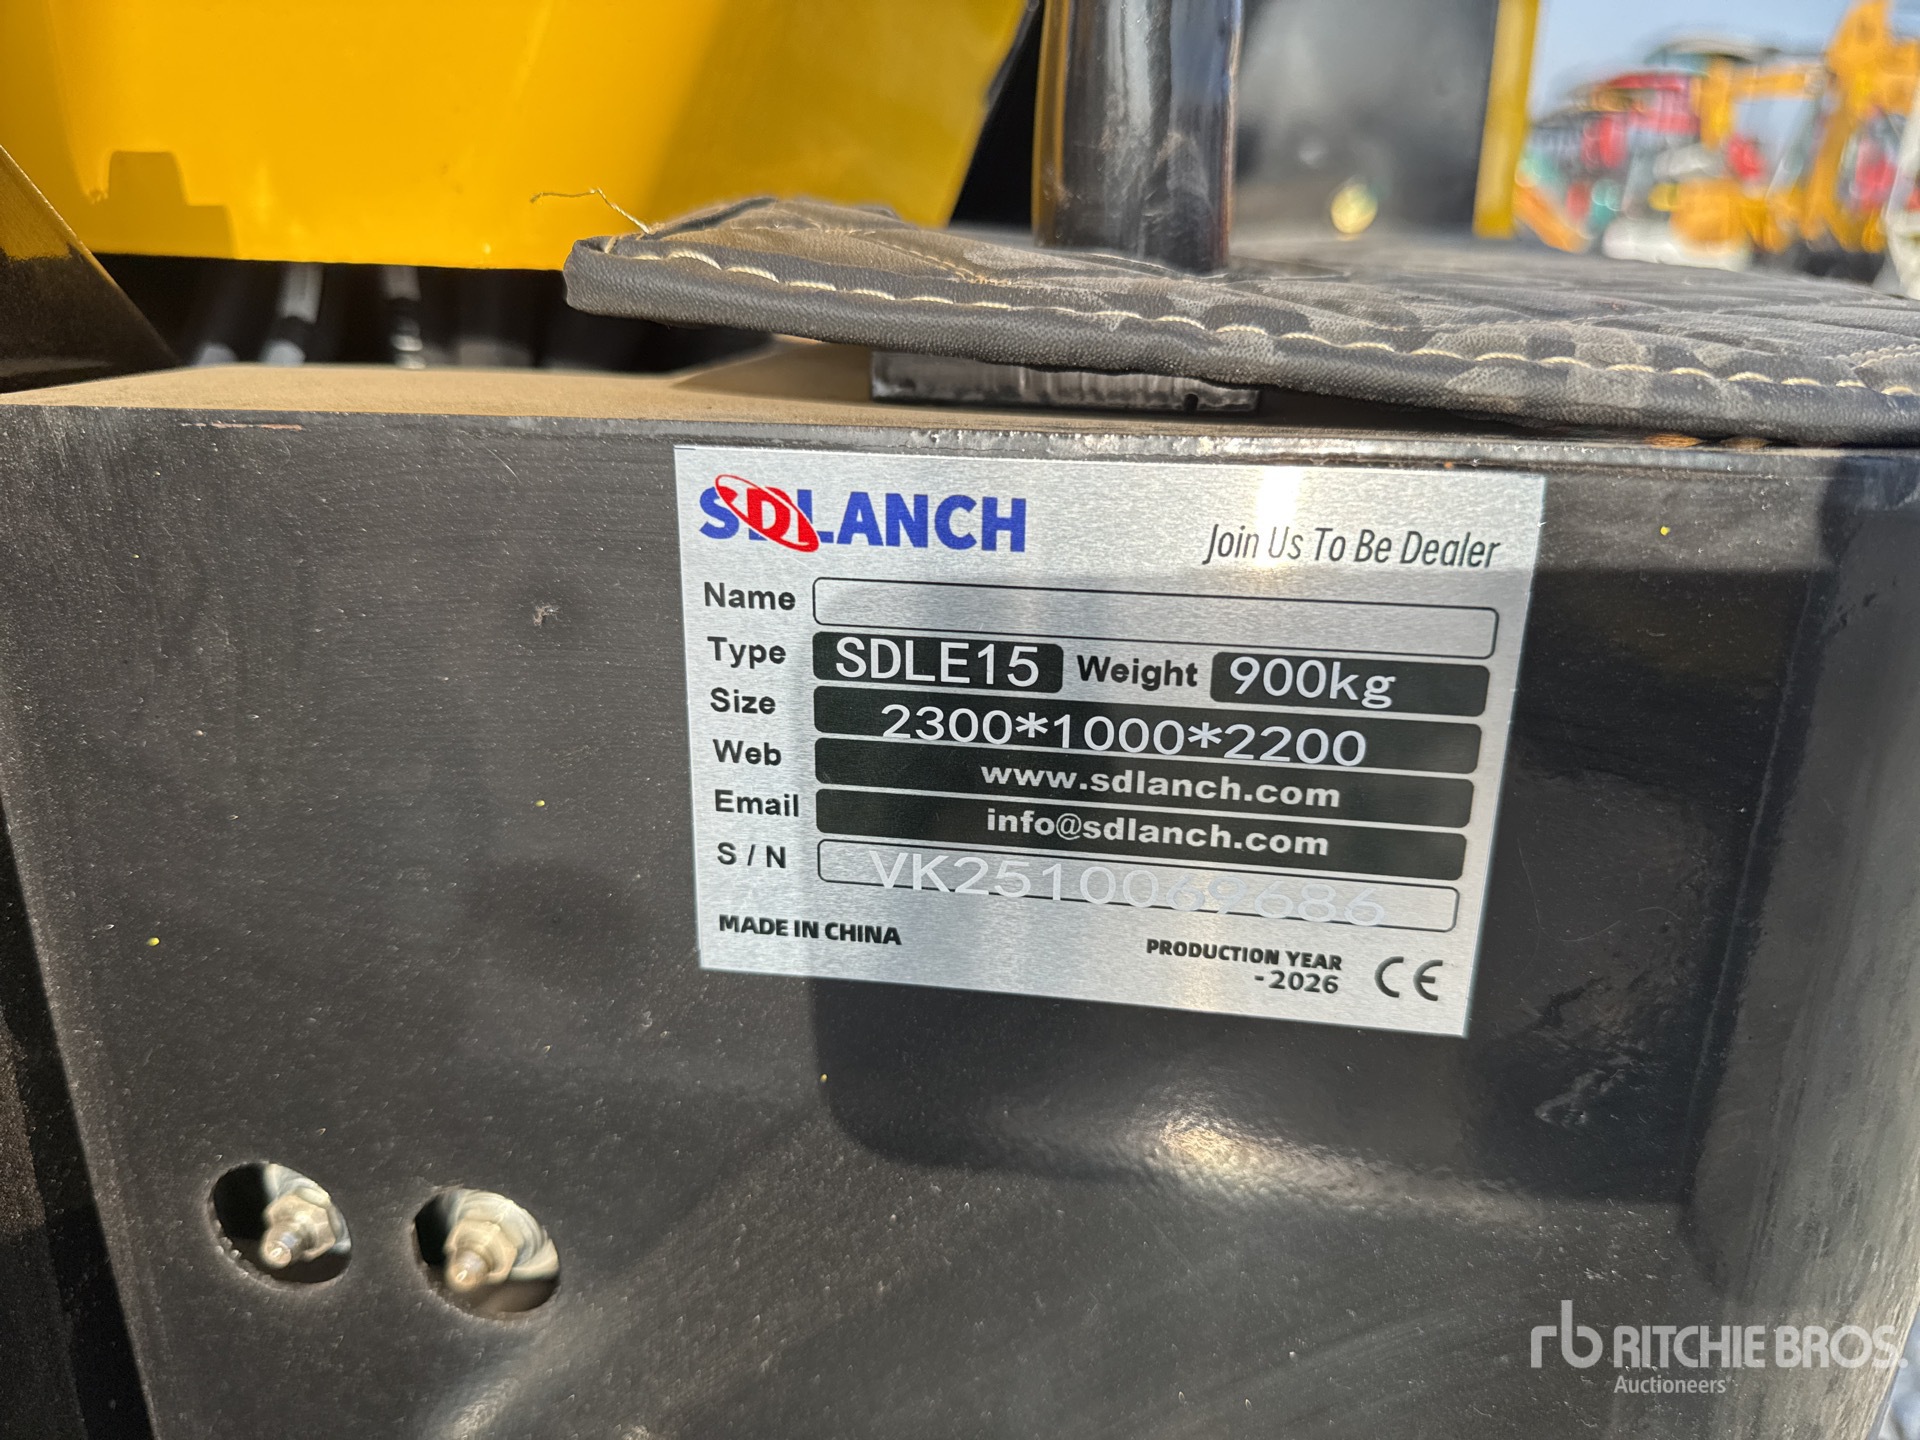 SDLANCH
Join Us To Be Dealer
Name
Type SDLE15 Weight 900kg
Size 2300*1000*2200
Web www.sdlanch.com
Email info@sdlanch.com
S / N VK2510069686
MADE IN CHINA
PRODUCTION YEAR
-2026
CE
rb RITCHIE BROS.
Auctioneers